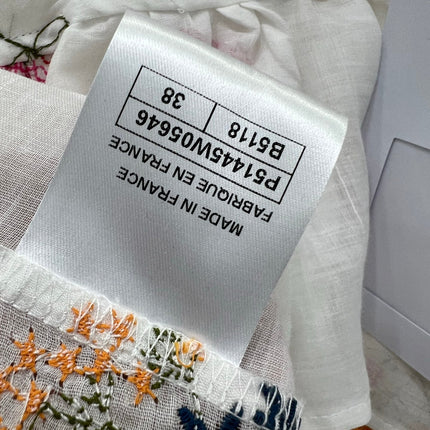 MADE IN FRANCE
FABRIQUE EN FRANCE
P51445W05646
B5118 38